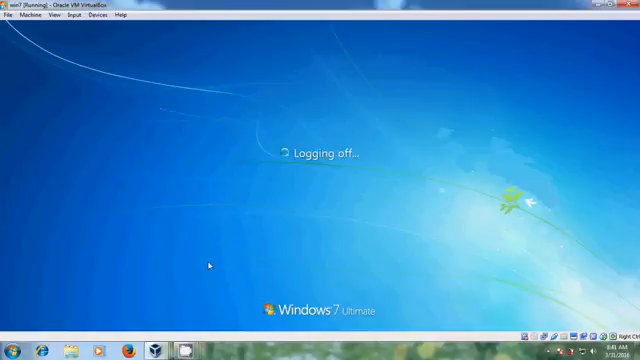 win7 [Running] - Oracle VM VirtualBox
File Machine View Input Devices Help
Logging off...
Windows 7 Ultimate
Right Ctrl
6:41 AM
3/31/2016